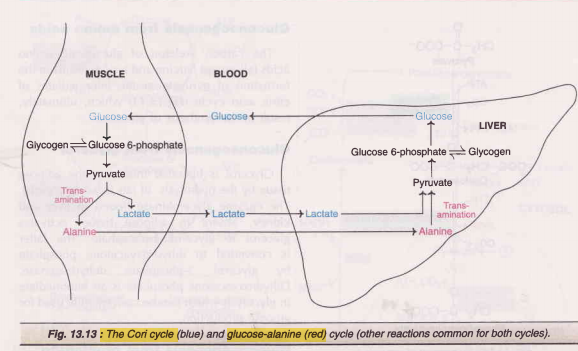 MUSCLE BLOOD
Glucose Glucose Glucose
LIVER
Glycogen ⇌ Glucose 6-phosphate
Glucose 6-phosphate ⇌ Glycogen
Pyruvate
Pyruvate
Trans-
amination
Trans-
amination
Lactate Lactate Lactate
Alanine Alanine
Fig. 13.13 : The Cori cycle (blue) and glucose-alanine (red) cycle (other reactions common for both cycles).